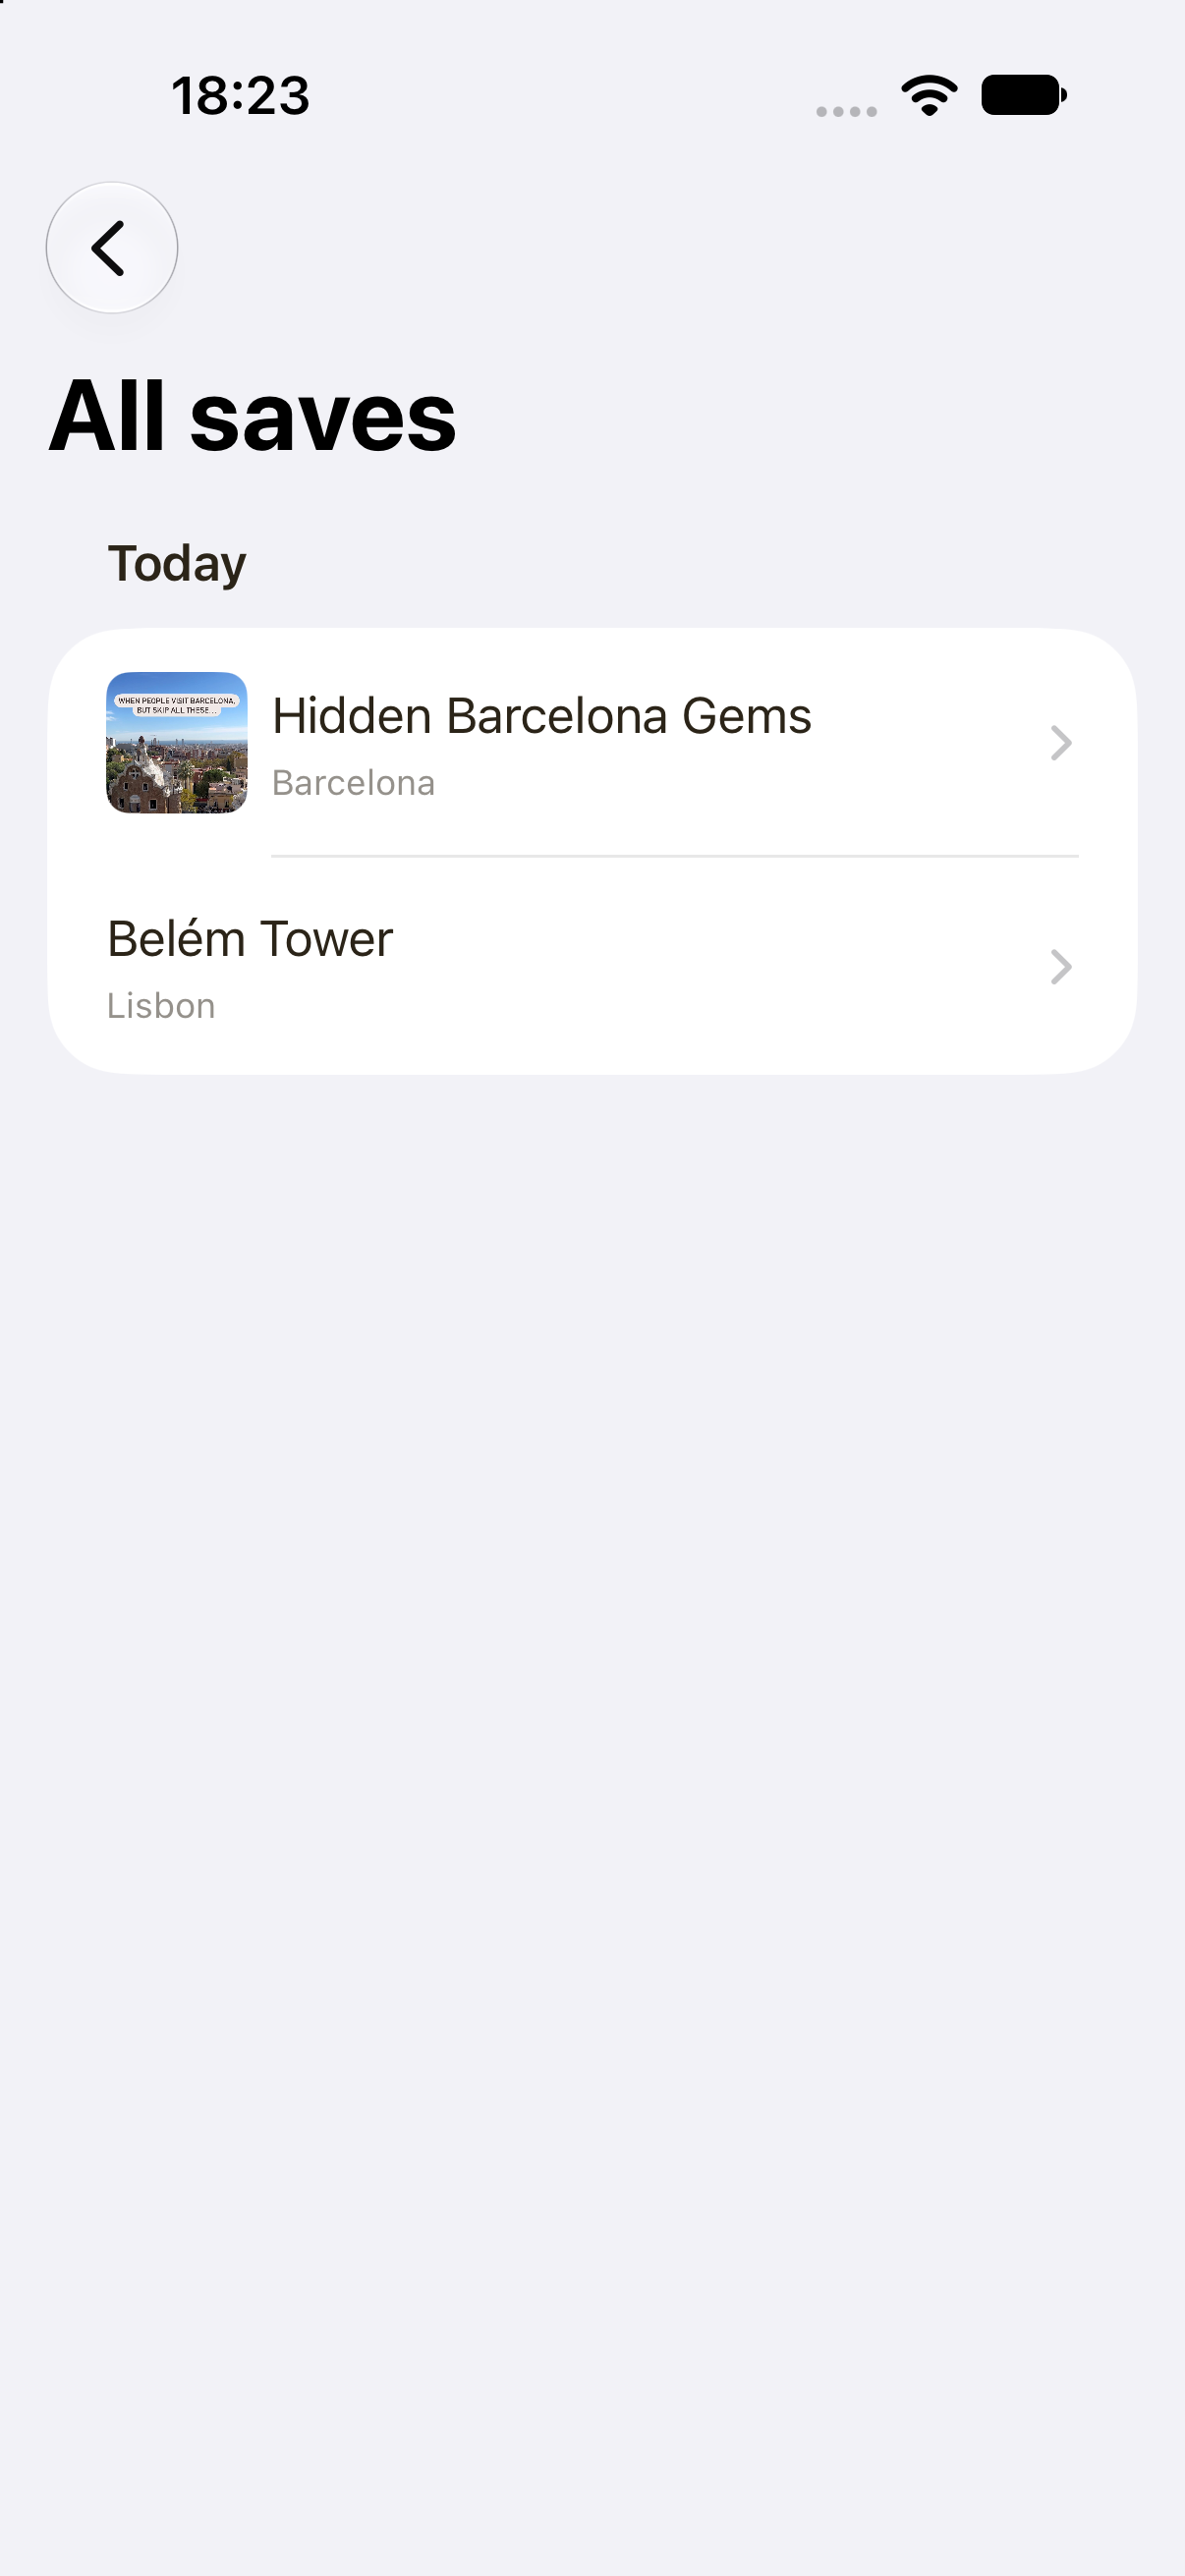 18:23
All saves
Today
WHEN PEOPLE VISIT BARCELONA,
BUT SKIP ALL THESE...
Hidden Barcelona Gems
Barcelona
Belém Tower
Lisbon